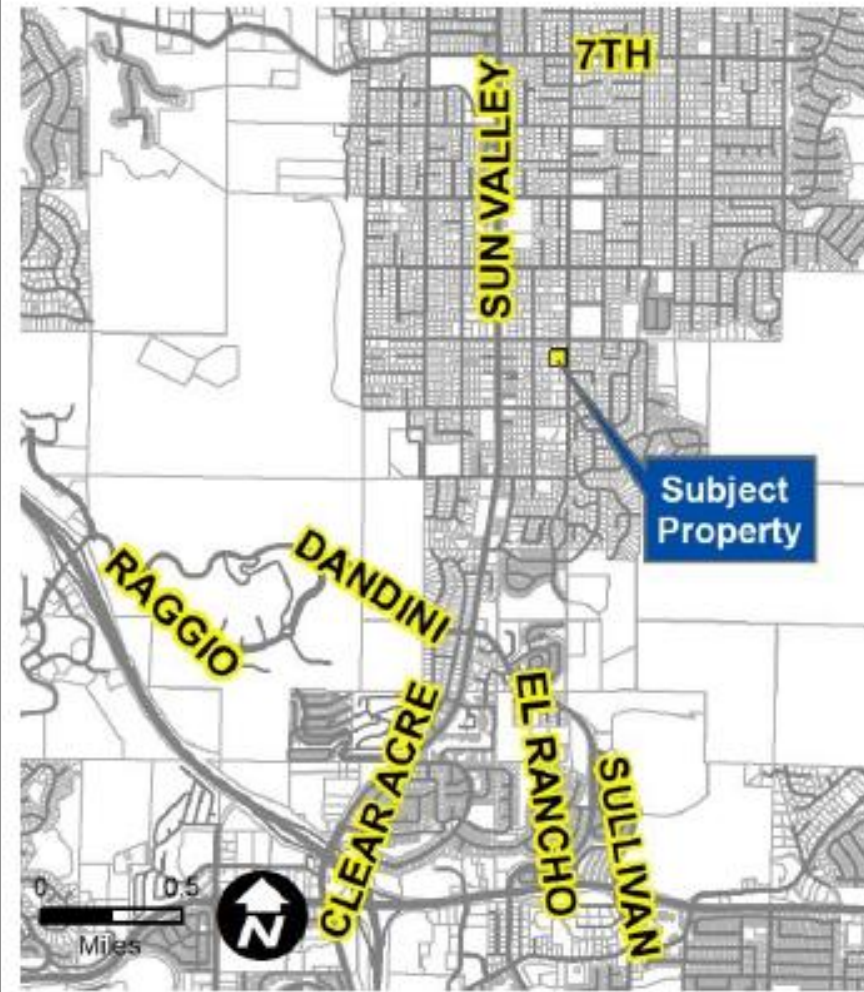 7TH
SUN VALLEY
Subject
Property
DANDINI
RAGGIO
EL RANCHO
CLEAR ACRE
SULLIVAN
0 0.5
Miles
N